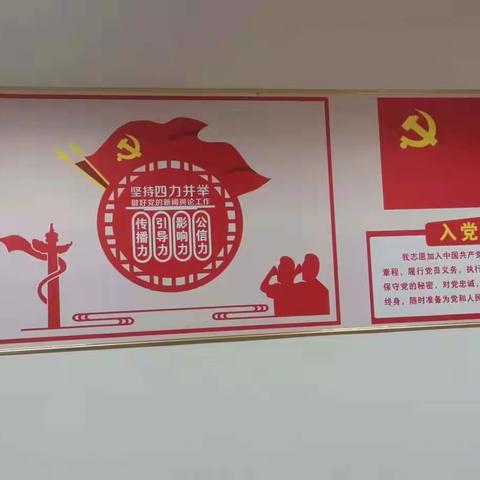 坚持四力并举
做好党的新闻舆论工作
传播力
引导力
影响力
公信力
入党
我志愿加入中国共产党
章程，履行党员义务，执行
保守党的秘密，对党忠诚，
终身，随时准备为党和人民